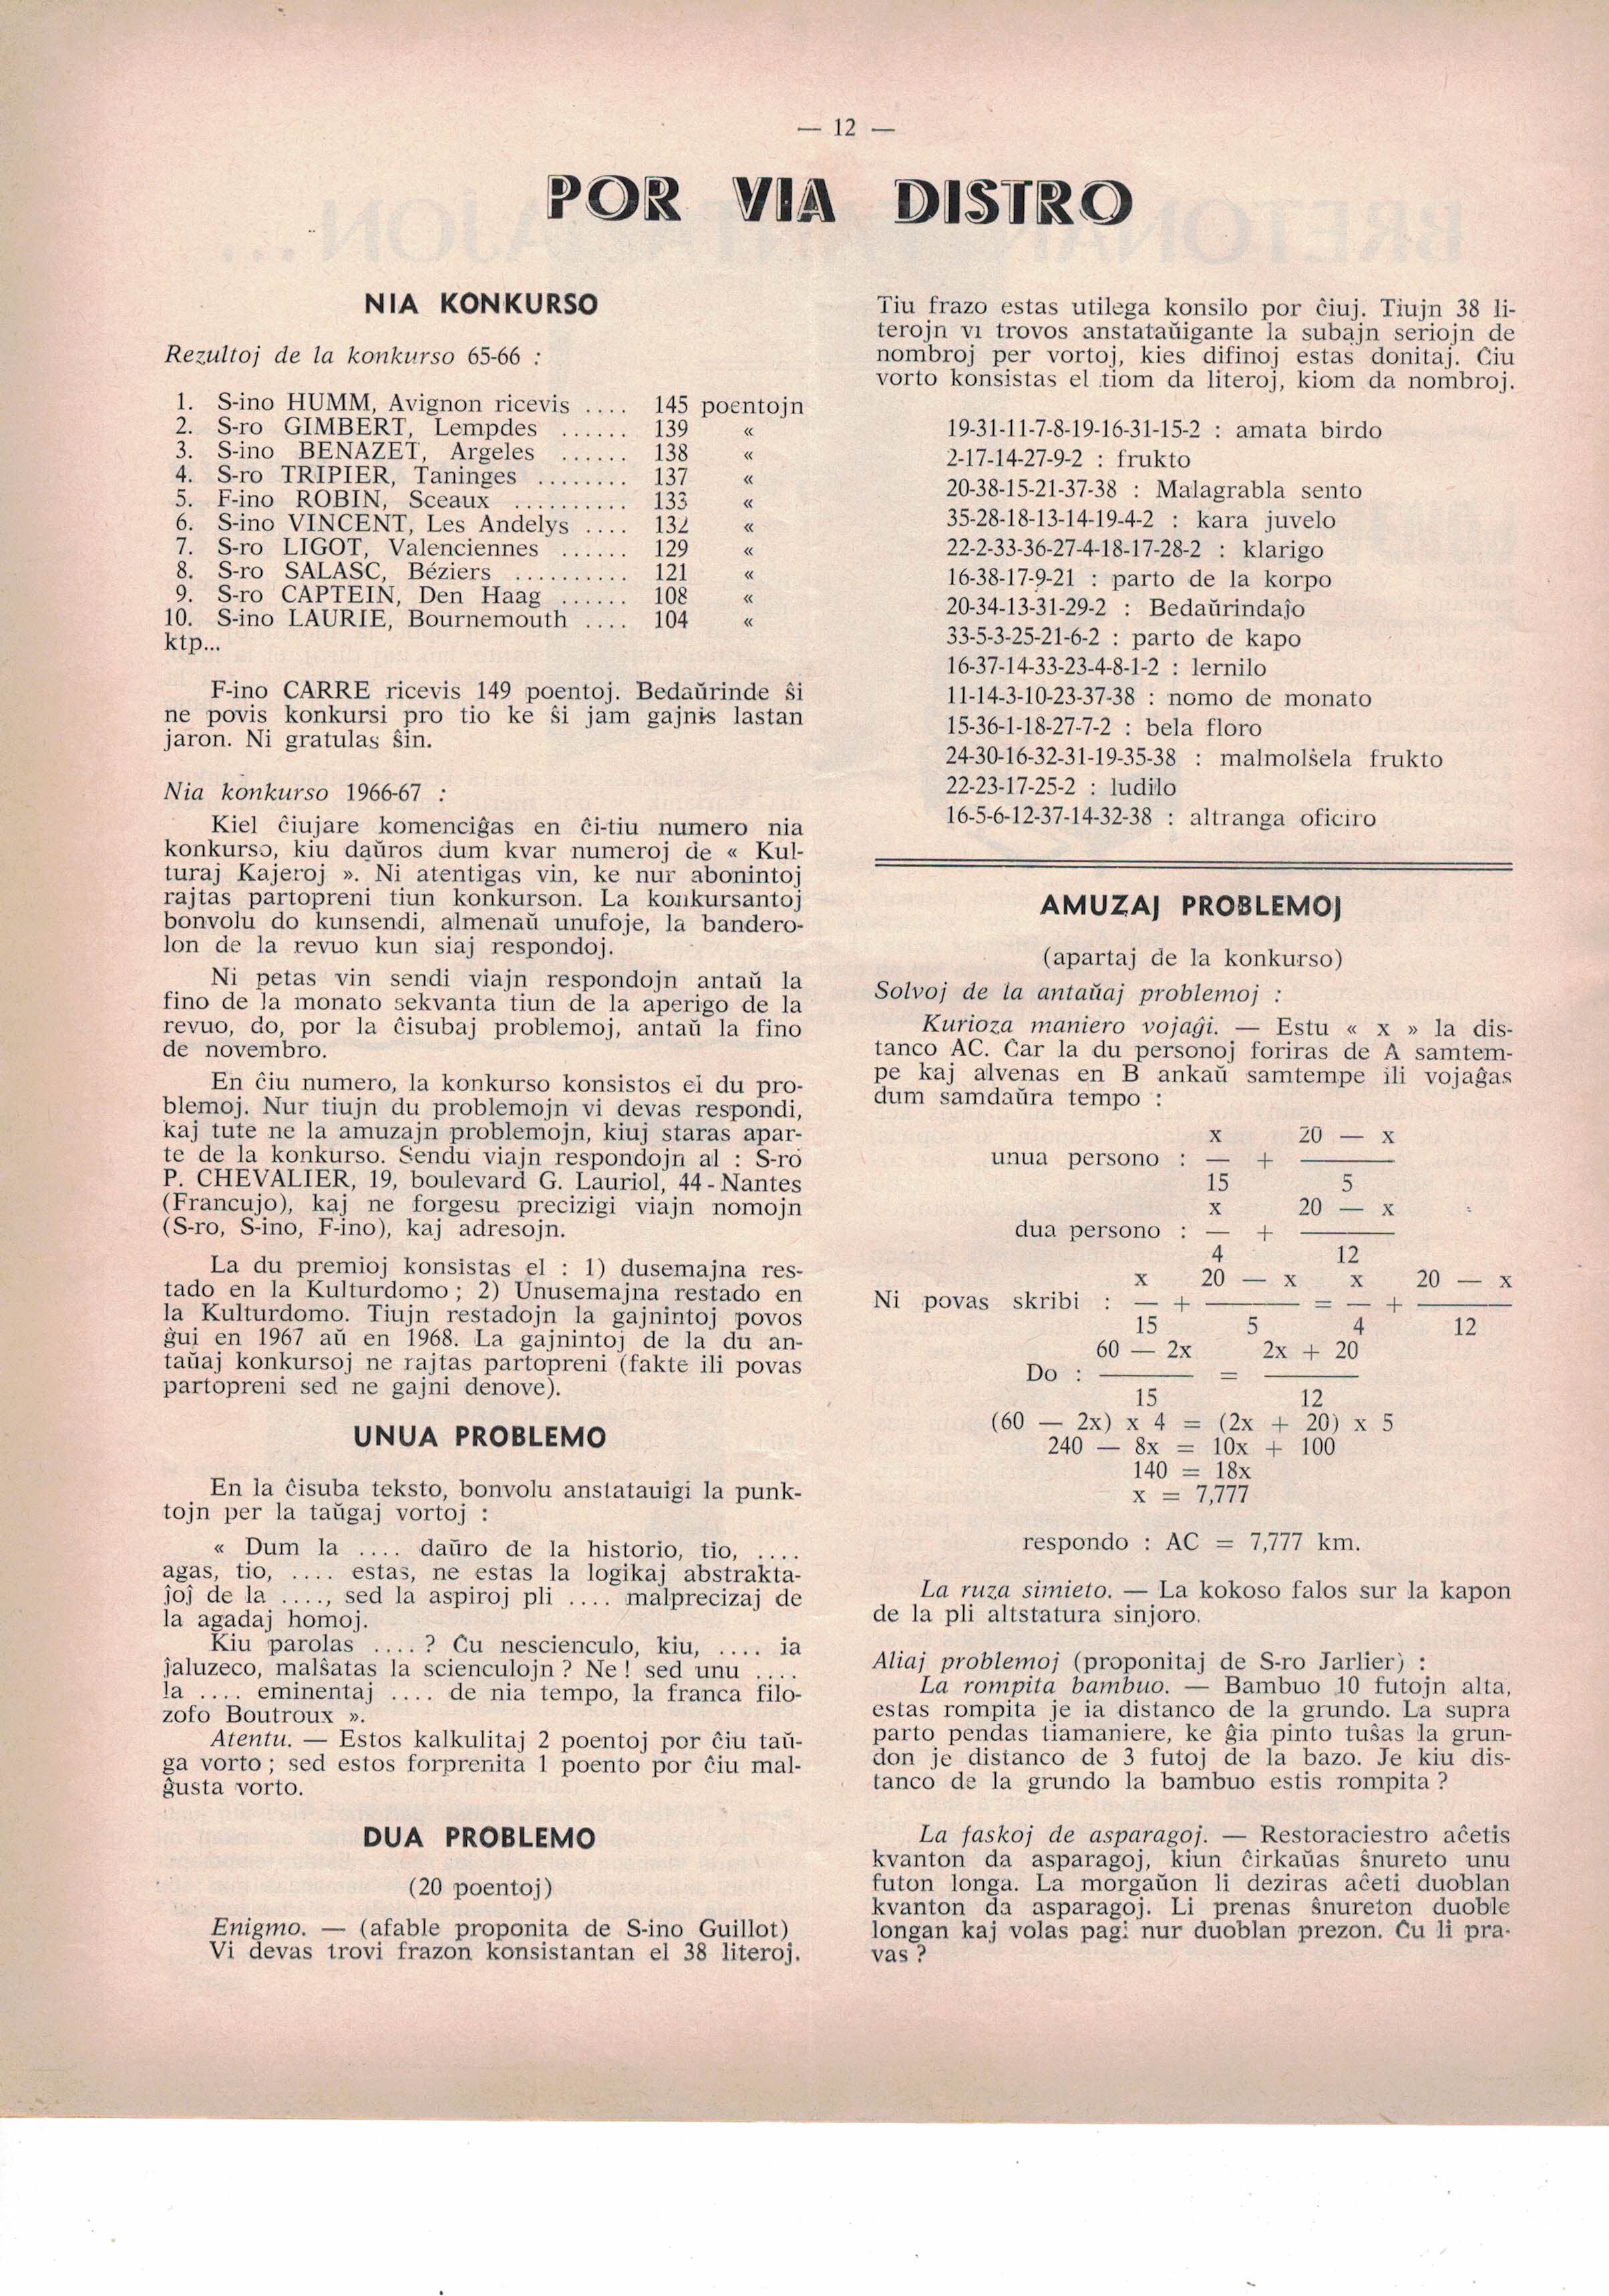 — 12 —
POR VIA DISTRO
NIA KONKURSO
Rezultoj de la konkurso 65-66 :
1. S-ino HUMM, Avignon ricevis .... 145 poentojn
2. S-ro GIMBERT, Lempdes ...... 139 «
3. S-ino BENAZET, Argeles ...... 138 «
4. S-ro TRIPIER, Taninges ........ 137 «
5. F-ino ROBIN, Sceaux .......... 133 «
6. S-ino VINCENT, Les Andelys .... 132 «
7. S-ro LIGOT, Valenciennes ...... 129 «
8. S-ro SALASC, Béziers .......... 121 «
9. S-ro CAPTEIN, Den Haag ...... 108 «
10. S-ino LAURIE, Bournemouth .... 104 «
ktp...
F-ino CARRE ricevis 149 poentoj. Bedaŭrinde ŝi
ne povis konkursi pro tio ke ŝi jam gajnis lastan
jaron. Ni gratulas ŝin.
Nia konkurso 1966-67 :
Kiel ĉiujare komenciĝas en ĉi-tiu numero nia
konkurso, kiu daŭros dum kvar numeroj de « Kul-
turaj Kajeroj ». Ni atentigas vin, ke nur abonintoj
rajtas partopreni tiun konkurson. La konkursantoj
bonvolu do kunsendi, almenaŭ unufoje, la bandero-
lon de la revuo kun siaj respondoj.
Ni petas vin sendi viajn respondojn antaŭ la
fino de la monato sekvanta tiun de la aperigo de la
revuo, do, por la ĉisubaj problemoj, antaŭ la fino
de novembro.
En ĉiu numero, la konkurso konsistos el du pro-
blemoj. Nur tiujn du problemojn vi devas respondi,
kaj tute ne la amuzajn problemojn, kiuj staras apar-
te de la konkurso. Sendu viajn respondojn al : S-ro
P. CHEVALIER, 19, boulevard G. Lauriol, 44 - Nantes
(Francujo), kaj ne forgesu precizigi viajn nomojn
(S-ro, S-ino, F-ino), kaj adresojn.
La du premioj konsistas el : 1) dusemajna res-
tado en la Kulturdomo ; 2) Unusemajna restado en
la Kulturdomo. Tiujn restadojn la gajnintoj povos
ĝui en 1967 aŭ en 1968. La gajnintoj de la du an-
taŭaj konkursoj ne rajtas partopreni (fakte ili povas
partopreni sed ne gajni denove).
UNUA PROBLEMO
En la ĉisuba teksto, bonvolu anstatauigi la punk-
tojn per la taŭgaj vortoj :
« Dum la .... daŭro de la historio, tio, ....
agas, tio, .... estas, ne estas la logikaj abstrakta-
ĵoj de la ...., sed la aspiroj pli .... malprecizaj de
la agadaj homoj.
Kiu parolas .... ? Cu nescienculo, kiu, .... ia
ĵaluzeco, malŝatas la scienculojn ? Ne ! sed unu ....
la .... eminentaj .... de nia tempo, la franca filo-
zofo Boutroux ».
Atentu. — Estos kalkulitaj 2 poentoj por ĉiu taŭ-
ga vorto ; sed estos forprenita 1 poento por ĉiu mal-
ĝusta vorto.
DUA PROBLEMO
(20 poentoj)
Enigmo. — (afable proponita de S-ino Guillot)
Vi devas trovi frazon konsistantan el 38 literoj.
Tiu frazo estas utilega konsilo por ĉiuj. Tiujn 38 li-
terojn vi trovos anstataŭigante la subajn seriojn de
nombroj per vortoj, kies difinoj estas donitaj. Ĉiu
vorto konsistas el tiom da literoj, kiom da nombroj.
19-31-11-7-8-19-16-31-15-2 : amata birdo
2-17-14-27-9-2 : frukto
20-38-15-21-37-38 : Malagrabla sento
35-28-18-13-14-19-4-2 : kara juvelo
22-2-33-36-27-4-18-17-28-2 : klarigo
16-38-17-9-21 : parto de la korpo
20-34-13-31-29-2 : Bedaŭrindaĵo
33-5-3-25-21-6-2 : parto de kapo
16-37-14-33-23-4-8-1-2 : lernilo
11-14-3-10-23-37-38 : nomo de monato
15-36-1-18-27-7-2 : bela floro
24-30-16-32-31-19-35-38 : malmolŝela frukto
22-23-17-25-2 : ludilo
16-5-6-12-37-14-32-38 : altranga oficiro
AMUZAJ PROBLEMOJ
(apartaj de la konkurso)
Solvoj de la antaŭaj problemoj :
Kurioza maniero vojaĝi. — Estu « x » la dis-
tanco AC. Ĉar la du personoj foriras de A samtem-
pe kaj alvenas en B ankaŭ samtempe ili vojaĝas
dum samdaŭra tempo :
x 20 — x
unua persono : — + ———
15 5
x 20 — x
dua persono : — + ———
4 12
x 20 — x x 20 — x
Ni povas skribi : — + ——— = — + ———
15 5 4 12
60 — 2x 2x + 20
Do : ——— = ———
15 12
(60 — 2x) x 4 = (2x + 20) x 5
240 — 8x = 10x + 100
140 = 18x
x = 7,777
respondo : AC = 7,777 km.
La ruza simieto. — La kokoso falos sur la kapon
de la pli altstatura sinjoro.
Aliaj problemoj (proponitaj de S-ro Jarlier) :
La rompita bambuo. — Bambuo 10 futojn alta,
estas rompita je ia distanco de la grundo. La supra
parto pendas tiamaniere, ke ĝia pinto tuŝas la grun-
don je distanco de 3 futoj de la bazo. Je kiu dis-
tanco de la grundo la bambuo estis rompita ?
La faskoj de asparagoj. — Restoraciestro aĉetis
kvanton da asparagoj, kiun ĉirkaŭas ŝnureto unu
futon longa. La morgaŭon li deziras aĉeti duoblan
kvanton da asparagoj. Li prenas ŝnureton duoble
longan kaj volas pagi nur duoblan prezon. Ĉu li pra-
vas ?